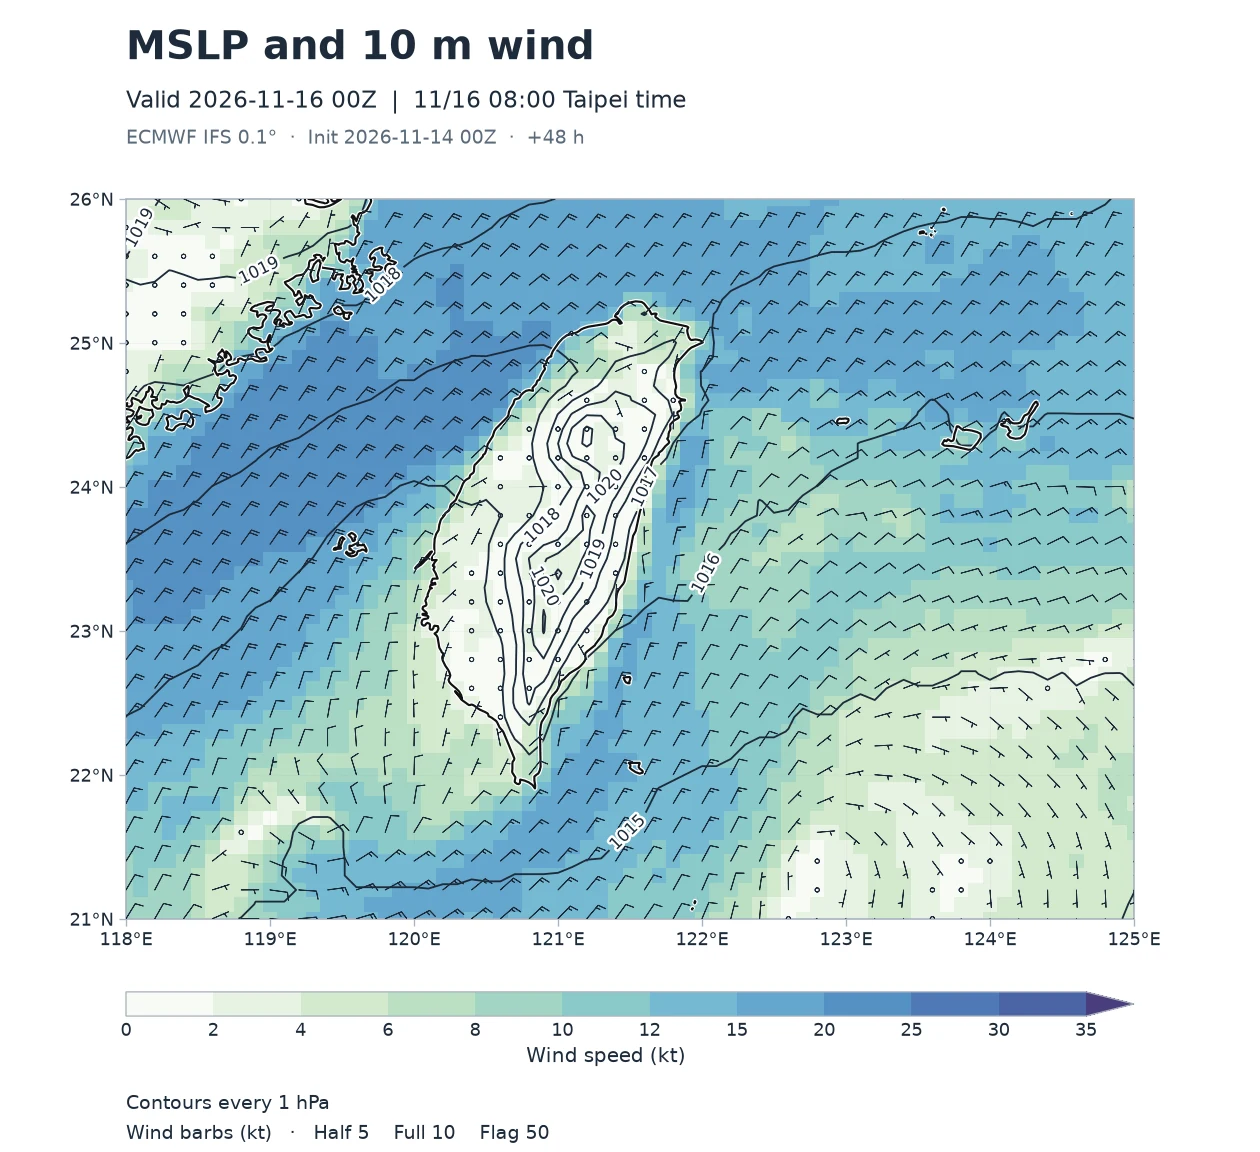 MSLP and 10 m wind
Valid 2026-11-16 00Z | 11/16 08:00 Taipei time
ECMWF IFS 0.1° · Init 2026-11-14 00Z · +48 h
26°N
25°N
24°N
23°N
22°N
21°N
1019
1019
1018
1020
1017
1018
1019
1020
1016
1015
118°E 119°E 120°E 121°E 122°E 123°E 124°E 125°E
0 2 4 6 8 10 12 15 20 25 30 35
Wind speed (kt)
Contours every 1 hPa
Wind barbs (kt) · Half 5 Full 10 Flag 50